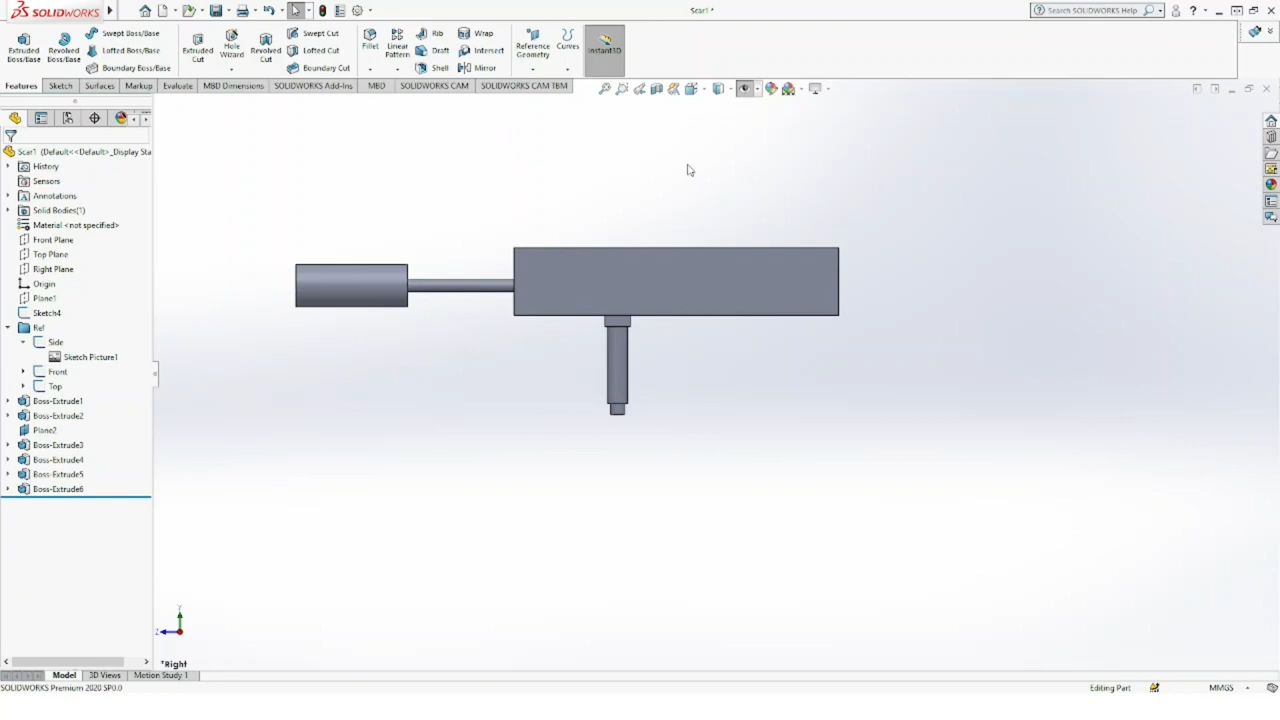 SOLIDWORKS
Scar1 *
Search SOLIDWORKS Help
Extruded Boss/Base
Revolved Boss/Base
Swept Boss/Base
Lofted Boss/Base
Boundary Boss/Base
Extruded Cut
Hole Wizard
Revolved Cut
Swept Cut
Lofted Cut
Boundary Cut
Fillet
Linear Pattern
Rib
Draft
Shell
Wrap
Intersect
Mirror
Reference Geometry
Curves
Instant3D
Features Sketch Surfaces Markup Evaluate MBD Dimensions SOLIDWORKS Add-Ins MBD SOLIDWORKS CAM SOLIDWORKS CAM TBM
Scar1 (Default<<Default>_Display Sta
History
Sensors
Annotations
Solid Bodies(1)
Material <not specified>
Front Plane
Top Plane
Right Plane
Origin
Plane1
Sketch4
Ref
Side
Sketch Picture1
Front
Top
Boss-Extrude1
Boss-Extrude2
Plane2
Boss-Extrude3
Boss-Extrude4
Boss-Extrude5
Boss-Extrude6
Y
Z
*Right
Model 3D Views Motion Study 1
SOLIDWORKS Premium 2020 SP0.0
Editing Part
MMGS